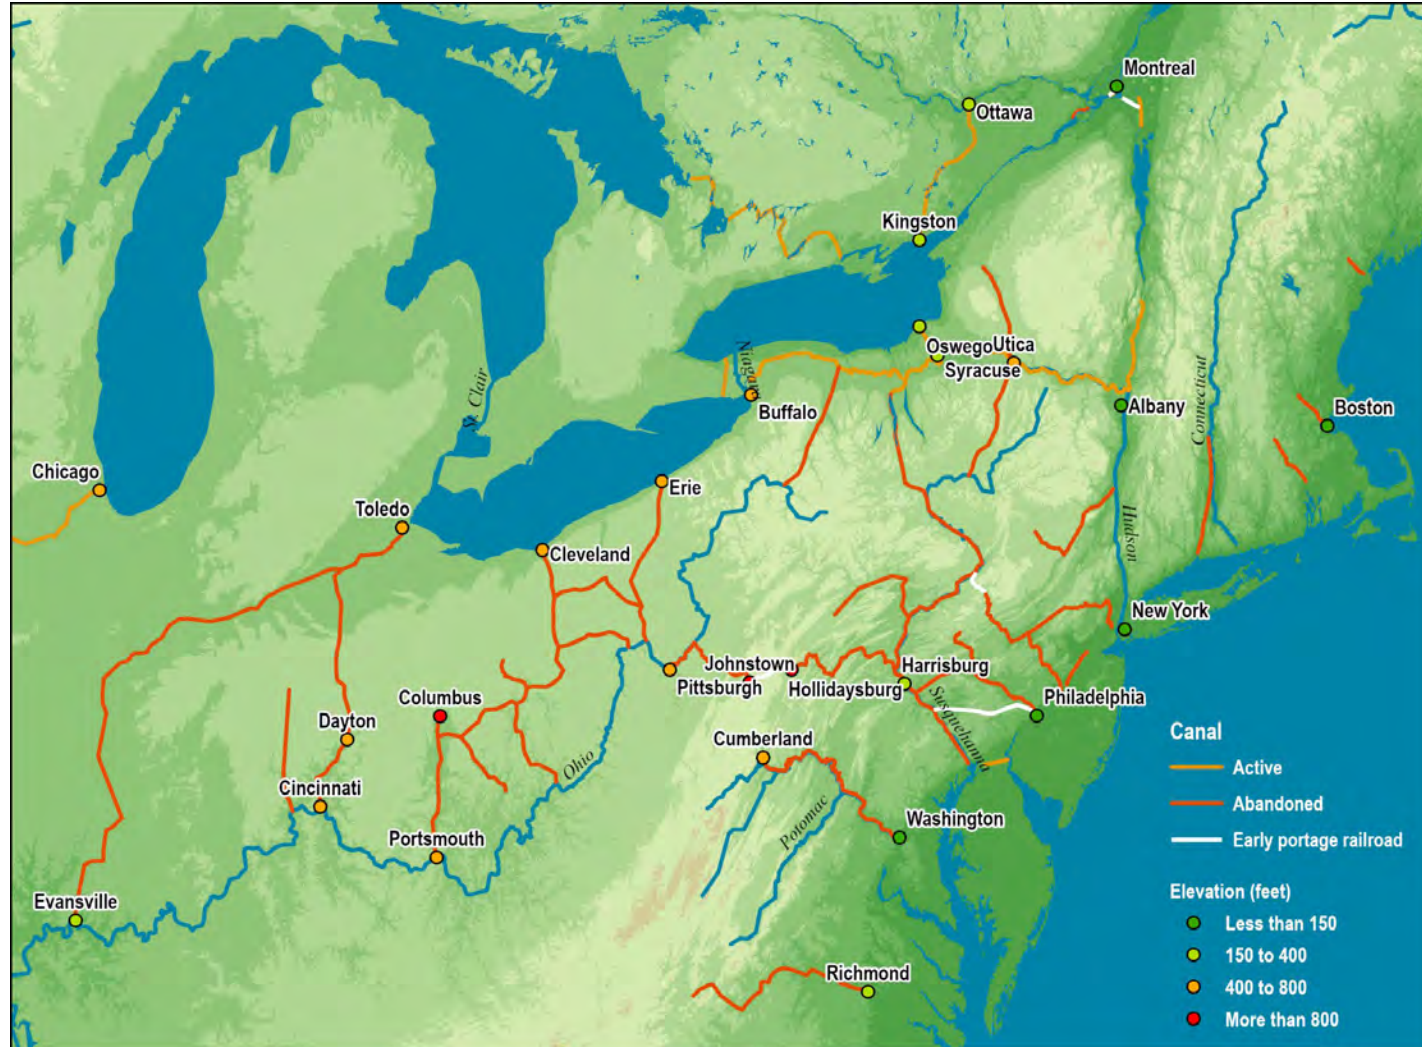 Montreal
Ottawa
Kingston
Oswego
Utica
Syracuse
Niagara
Buffalo
Albany
Connecticut
Boston
St Clair
Chicago
Toledo
Erie
Cleveland
Hudson
New York
Johnstown
Pittsburgh
Hollidaysburg
Harrisburg
Philadelphia
Susquehanna
Columbus
Dayton
Cumberland
Ohio
Cincinnati
Potomac
Washington
Portsmouth
Evansville
Richmond
Canal
Active
Abandoned
Early portage railroad
Elevation (feet)
Less than 150
150 to 400
400 to 800
More than 800